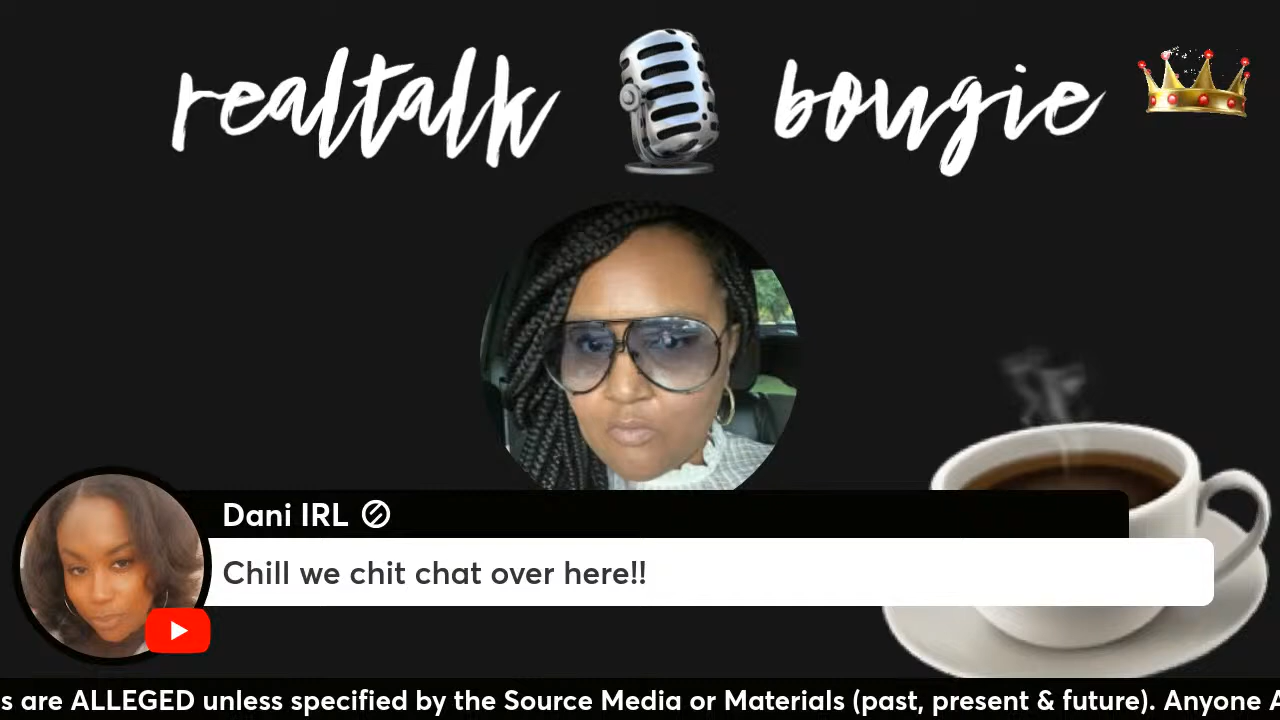 realtalk bougie
Dani IRL
Chill we chit chat over here!!
s are ALLEGED unless specified by the Source Media or Materials (past, present & future). Anyone A